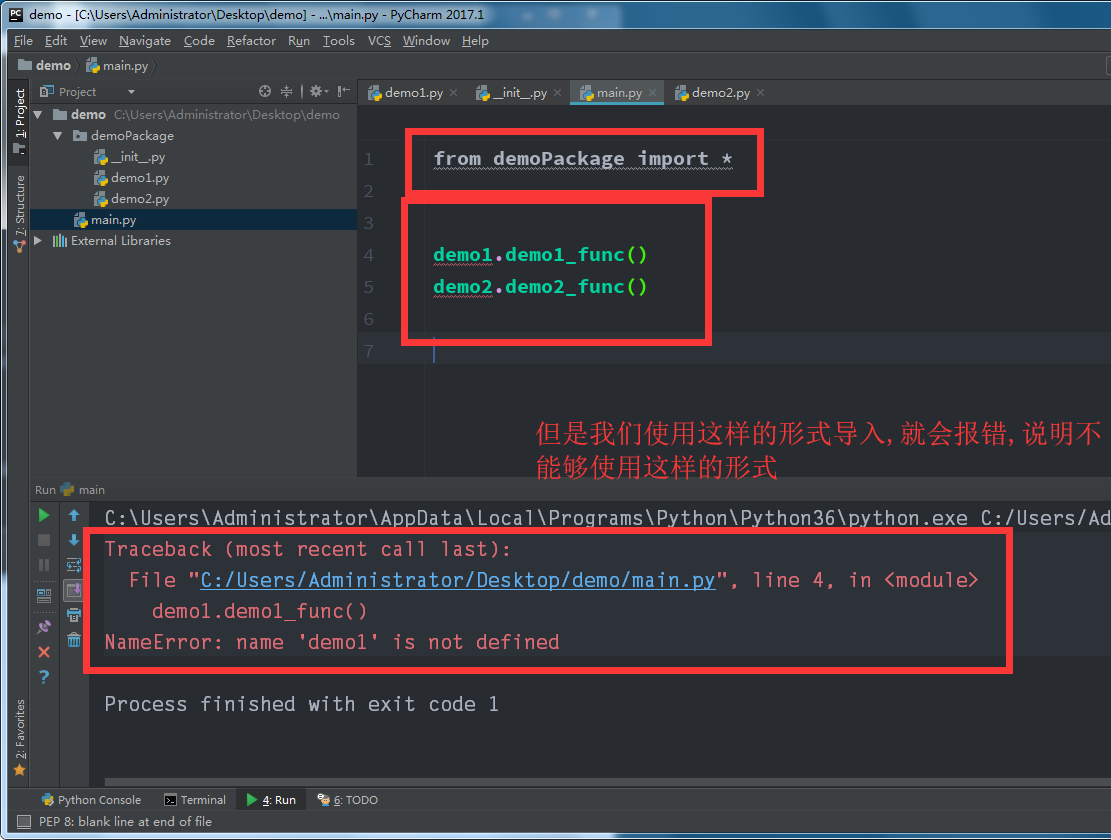 demo - [C:\Users\Administrator\Desktop\demo] - ...\main.py - PyCharm 2017.1
File Edit View Navigate Code Refactor Run Tools VCS Window Help
demo main.py
1: Project
7: Structure
2: Favorites
Project
demo C:\Users\Administrator\Desktop\demo
demoPackage
__init__.py
demo1.py
demo2.py
main.py
External Libraries
demo1.py __init__.py main.py demo2.py
1 from demoPackage import *
2
3
4 demo1.demo1_func()
5 demo2.demo2_func()
6
7
但是我们使用这样的形式导入,就会报错,说明不
能够使用这样的形式
Run main
C:\Users\Administrator\AppData\Local\Programs\Python\Python36\python.exe C:/Users/Ad
Traceback (most recent call last):
File "C:/Users/Administrator/Desktop/demo/main.py", line 4, in <module>
demo1.demo1_func()
NameError: name 'demo1' is not defined
Process finished with exit code 1
Python Console Terminal 4: Run 6: TODO
PEP 8: blank line at end of file